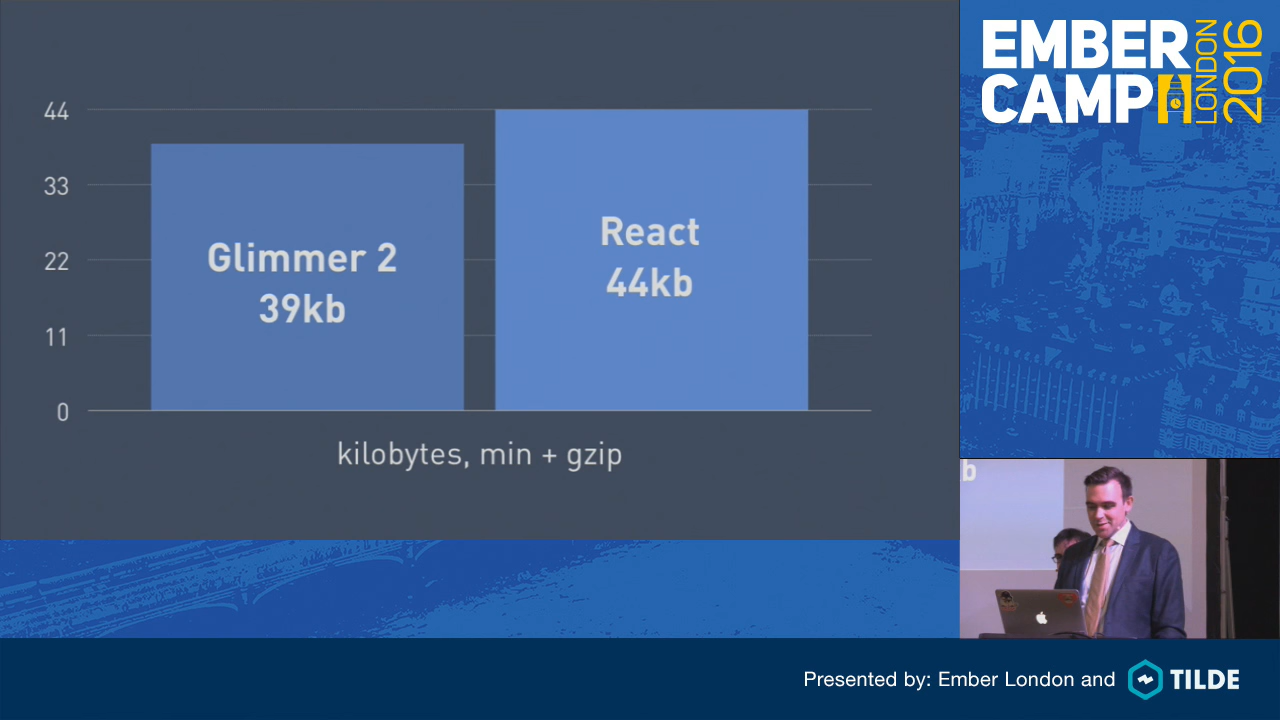 44
33
22
11
0
Glimmer 2
39kb
React
44kb
kilobytes, min + gzip
EMBER
CAMP
LONDON
2016
b
Presented by: Ember London and
TILDE